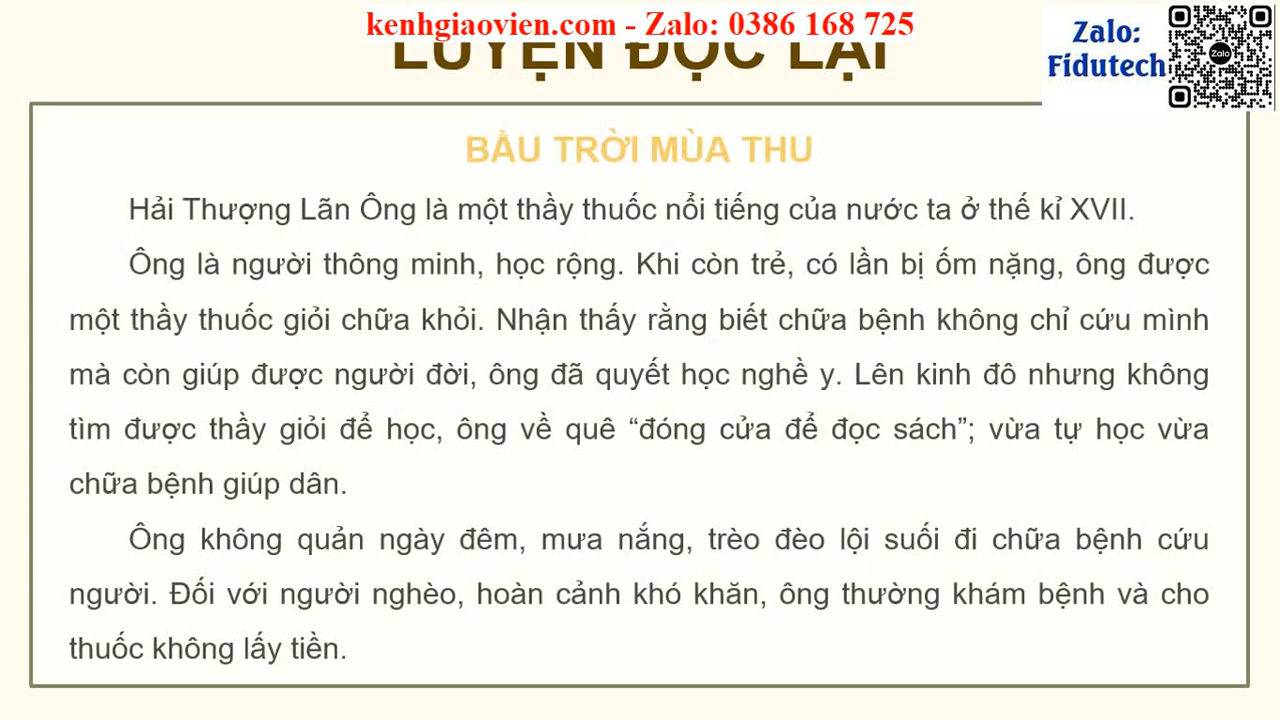 kenhgiaovien.com - Zalo: 0386 168 725
LUYỆN ĐỌC LẠI
Zalo:
Fidutech
Zalo
BẦU TRỜI MÙA THU
Hải Thượng Lãn Ông là một thầy thuốc nổi tiếng của nước ta ở thế kỉ XVII.
Ông là người thông minh, học rộng. Khi còn trẻ, có lần bị ốm nặng, ông được
một thầy thuốc giỏi chữa khỏi. Nhận thấy rằng biết chữa bệnh không chỉ cứu mình
mà còn giúp được người đời, ông đã quyết học nghề y. Lên kinh đô nhưng không
tìm được thầy giỏi để học, ông về quê “đóng cửa để đọc sách”; vừa tự học vừa
chữa bệnh giúp dân.
Ông không quản ngày đêm, mưa nắng, trèo đèo lội suối đi chữa bệnh cứu
người. Đối với người nghèo, hoàn cảnh khó khăn, ông thường khám bệnh và cho
thuốc không lấy tiền.